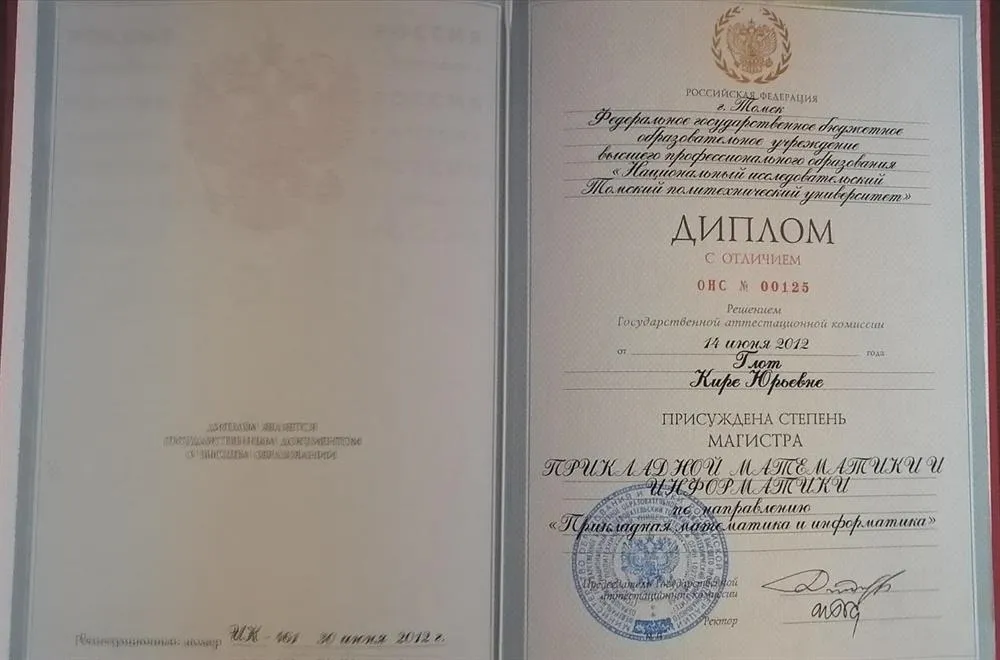 ДИПЛОМ ЯВЛЯЕТСЯ
ГОСУДАРСТВЕННЫМ ДОКУМЕНТОМ
О ВЫСШЕМ ОБРАЗОВАНИИ
Регистрационный номер ИК - 461 30 июня 2012 г.
РОССИЙСКАЯ ФЕДЕРАЦИЯ
г. Томск
Федеральное государственное бюджетное
образовательное учреждение
высшего профессионального образования
«Национальный исследовательский
Томский политехнический университет»
ДИПЛОМ
С ОТЛИЧИЕМ
ОНС № 00125
Решением
Государственной аттестационной комиссии
от 14 июня 2012 года
Глот
Кире Юрьевне
ПРИСУЖДЕНА СТЕПЕНЬ
МАГИСТРА
ПРИКЛАДНОЙ МАТЕМАТИКИ И
ИНФОРМАТИКИ
по направлению
«Прикладная математика и информатика»
Председатель Государственной
аттестационной комиссии
Ректор